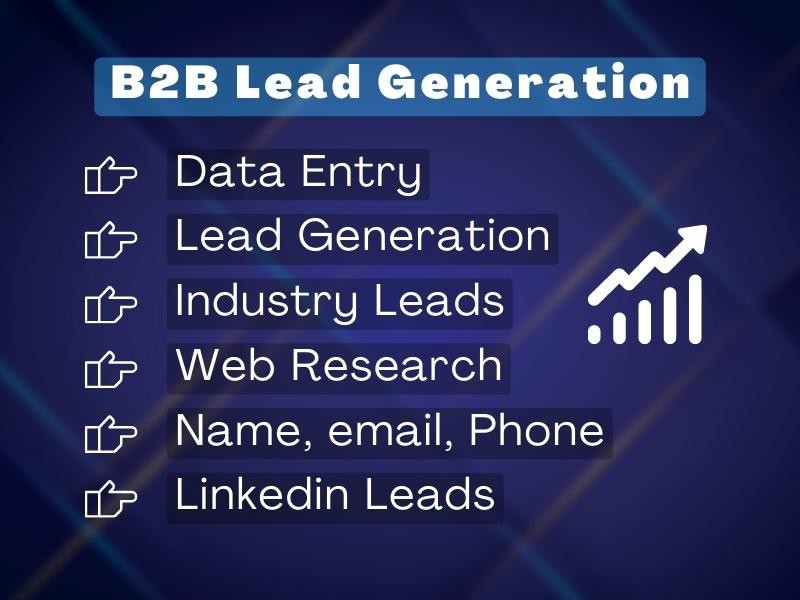 B2B Lead Generation
Data Entry
Lead Generation
Industry Leads
Web Research
Name, email, Phone
Linkedin Leads